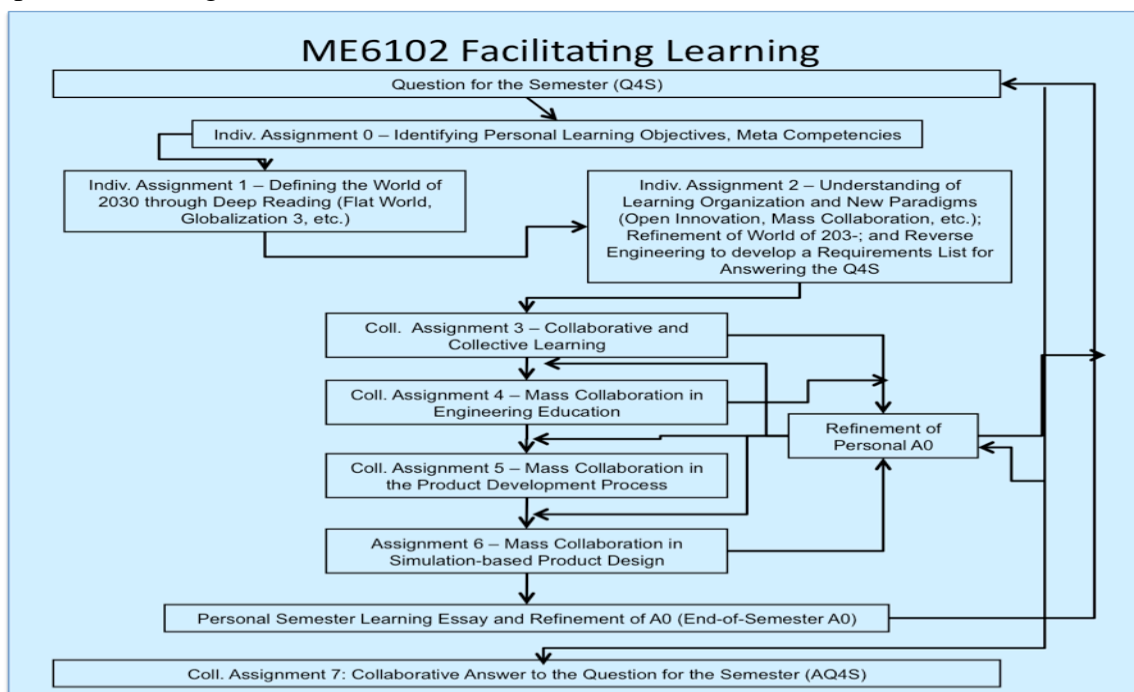 ME6102 Facilitating Learning
Question for the Semester (Q4S)
Indiv. Assignment 0 – Identifying Personal Learning Objectives, Meta Competencies
Indiv. Assignment 1 – Defining the World of
2030 through Deep Reading (Flat World,
Globalization 3, etc.)
Indiv. Assignment 2 – Understanding of
Learning Organization and New Paradigms
(Open Innovation, Mass Collaboration, etc.);
Refinement of World of 203-; and Reverse
Engineering to develop a Requirements List for
Answering the Q4S
Coll. Assignment 3 – Collaborative and
Collective Learning
Coll. Assignment 4 – Mass Collaboration in
Engineering Education
Refinement of
Personal A0
Coll. Assignment 5 – Mass Collaboration in
the Product Development Process
Assignment 6 – Mass Collaboration in
Simulation-based Product Design
Personal Semester Learning Essay and Refinement of A0 (End-of-Semester A0)
Coll. Assignment 7: Collaborative Answer to the Question for the Semester (AQ4S)